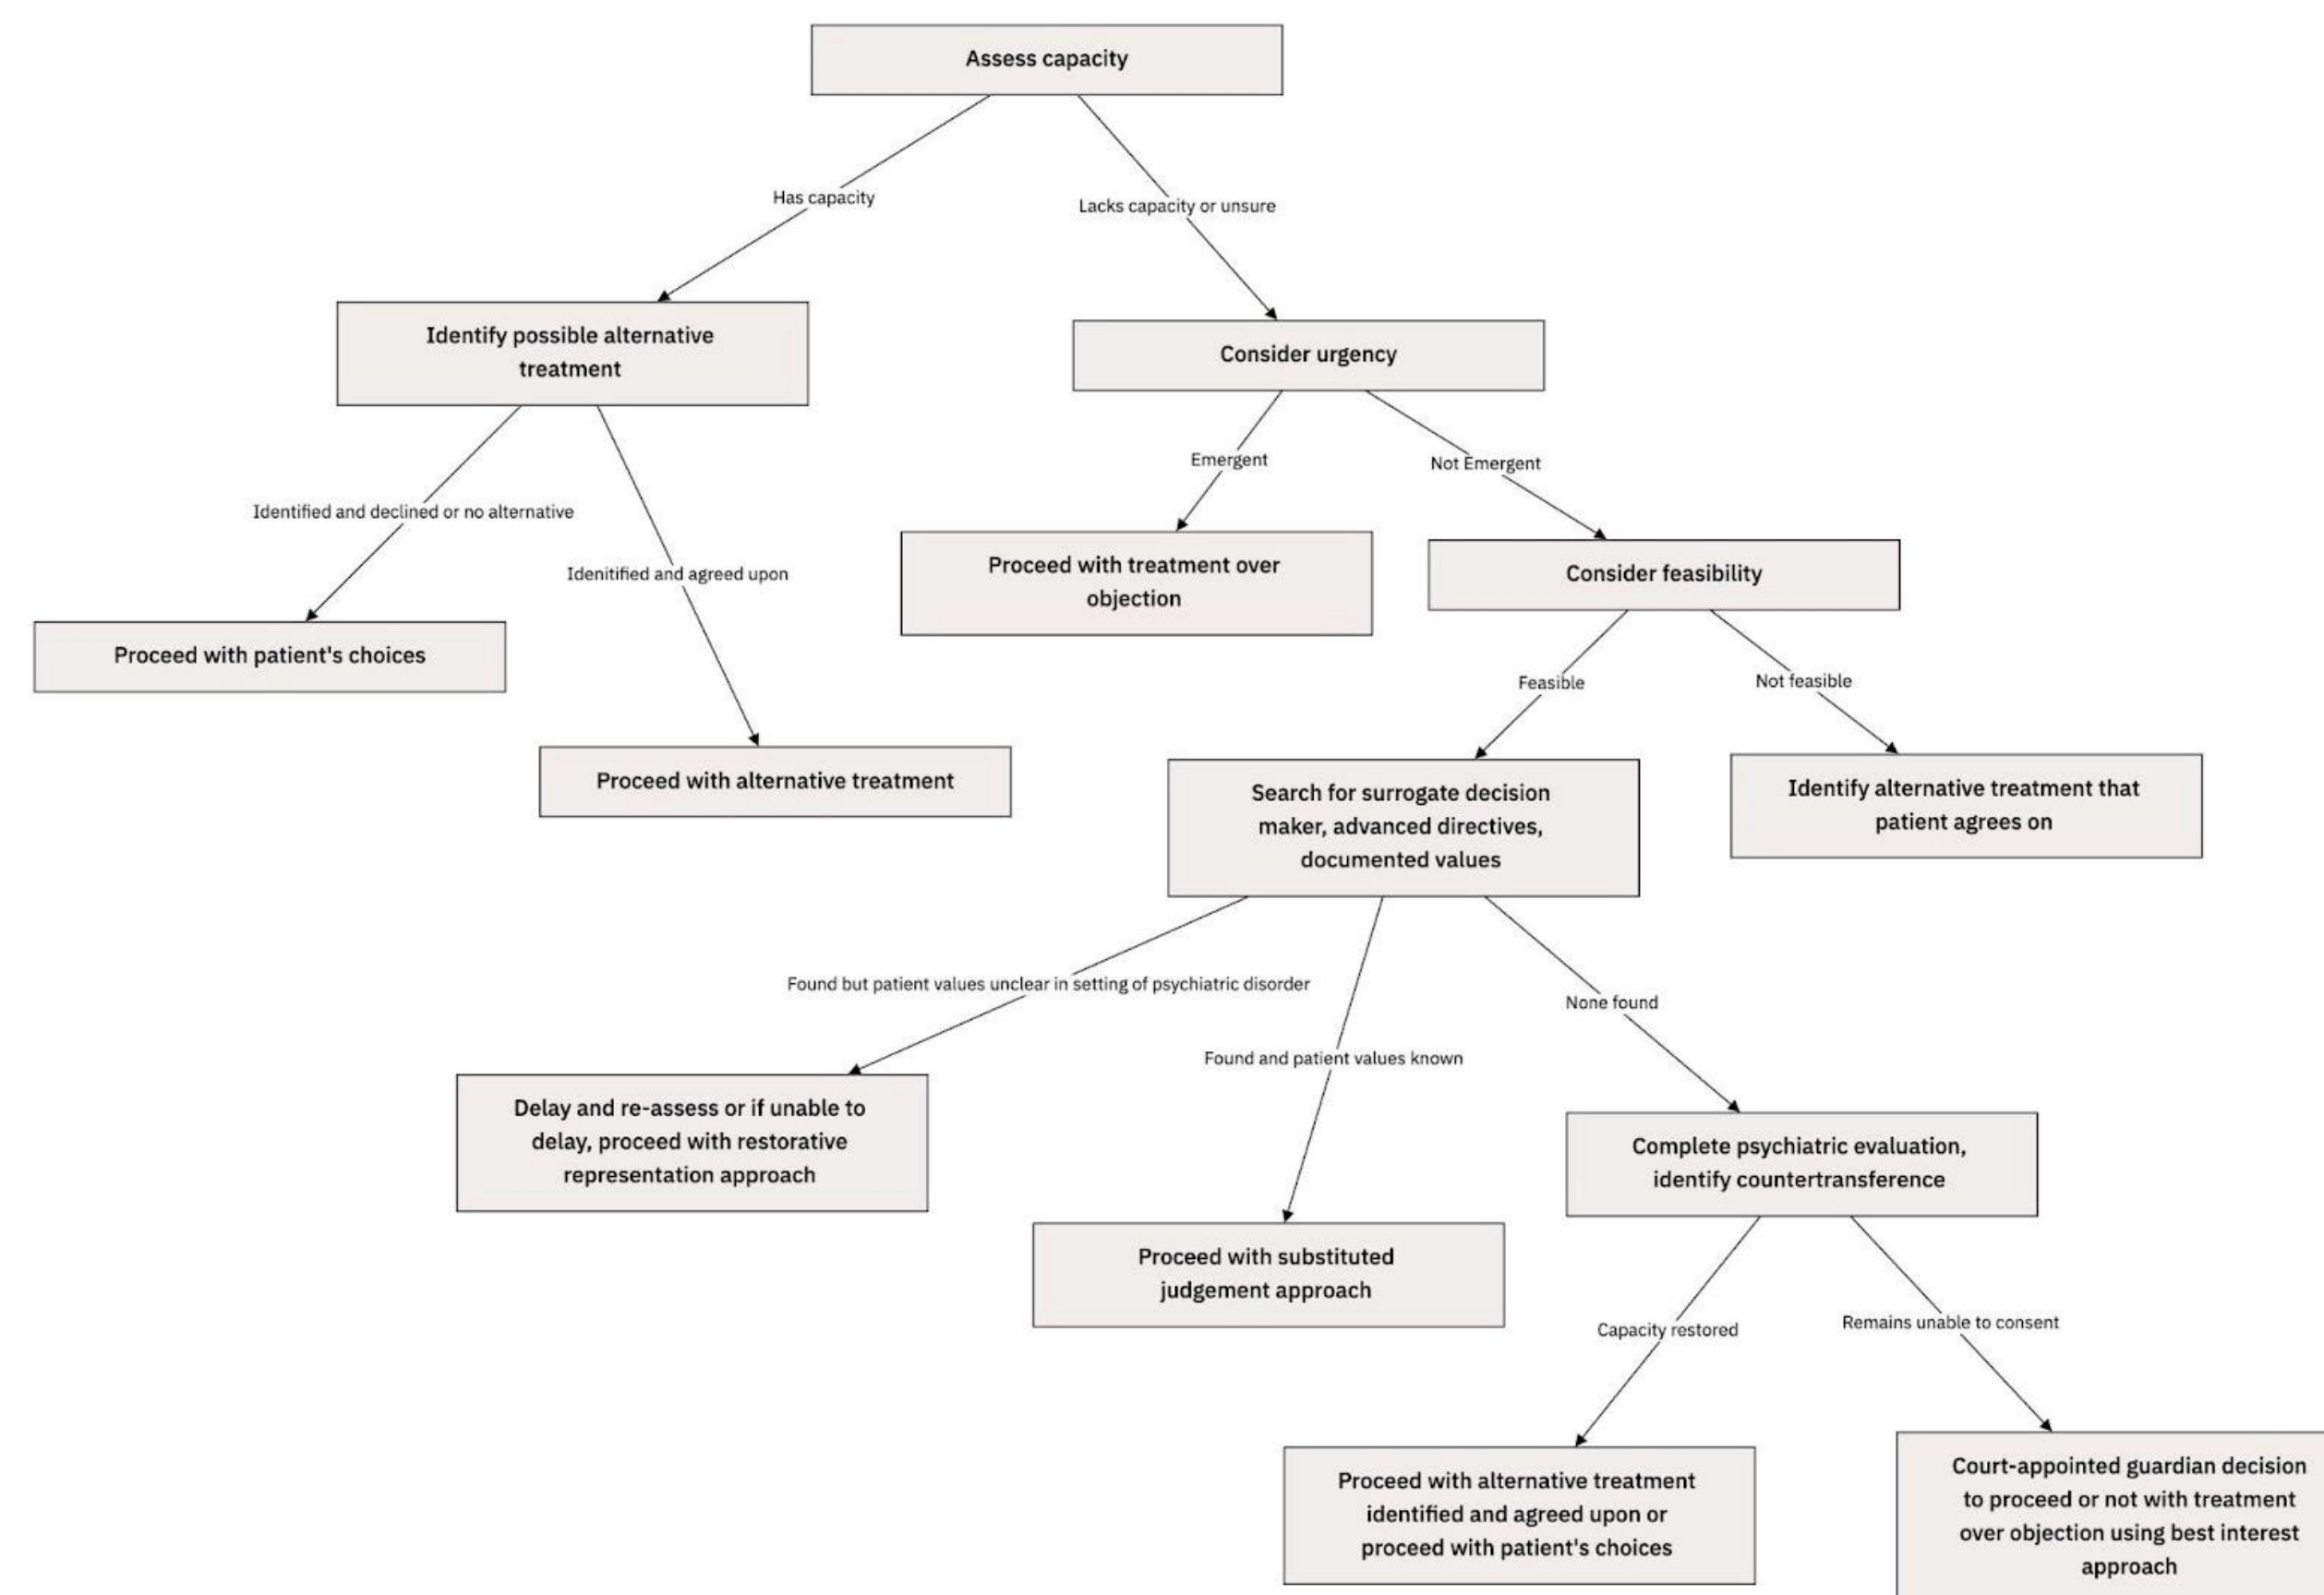 Assess capacity
Has capacity
Lacks capacity or unsure
Identify possible alternative
treatment
Consider urgency
Emergent
Not Emergent
Identified and declined or no alternative
Idenitified and agreed upon
Proceed with treatment over
objection
Consider feasibility
Proceed with patient's choices
Feasible
Not feasible
Proceed with alternative treatment
Search for surrogate decision
maker, advanced directives,
documented values
Identify alternative treatment that
patient agrees on
Found but patient values unclear in setting of psychiatric disorder
None found
Found and patient values known
Delay and re-assess or if unable to
delay, proceed with restorative
representation approach
Complete psychiatric evaluation,
identify countertransference
Proceed with substituted
judgement approach
Capacity restored
Remains unable to consent
Proceed with alternative treatment
identified and agreed upon or
proceed with patient's choices
Court-appointed guardian decision
to proceed or not with treatment
over objection using best interest
approach